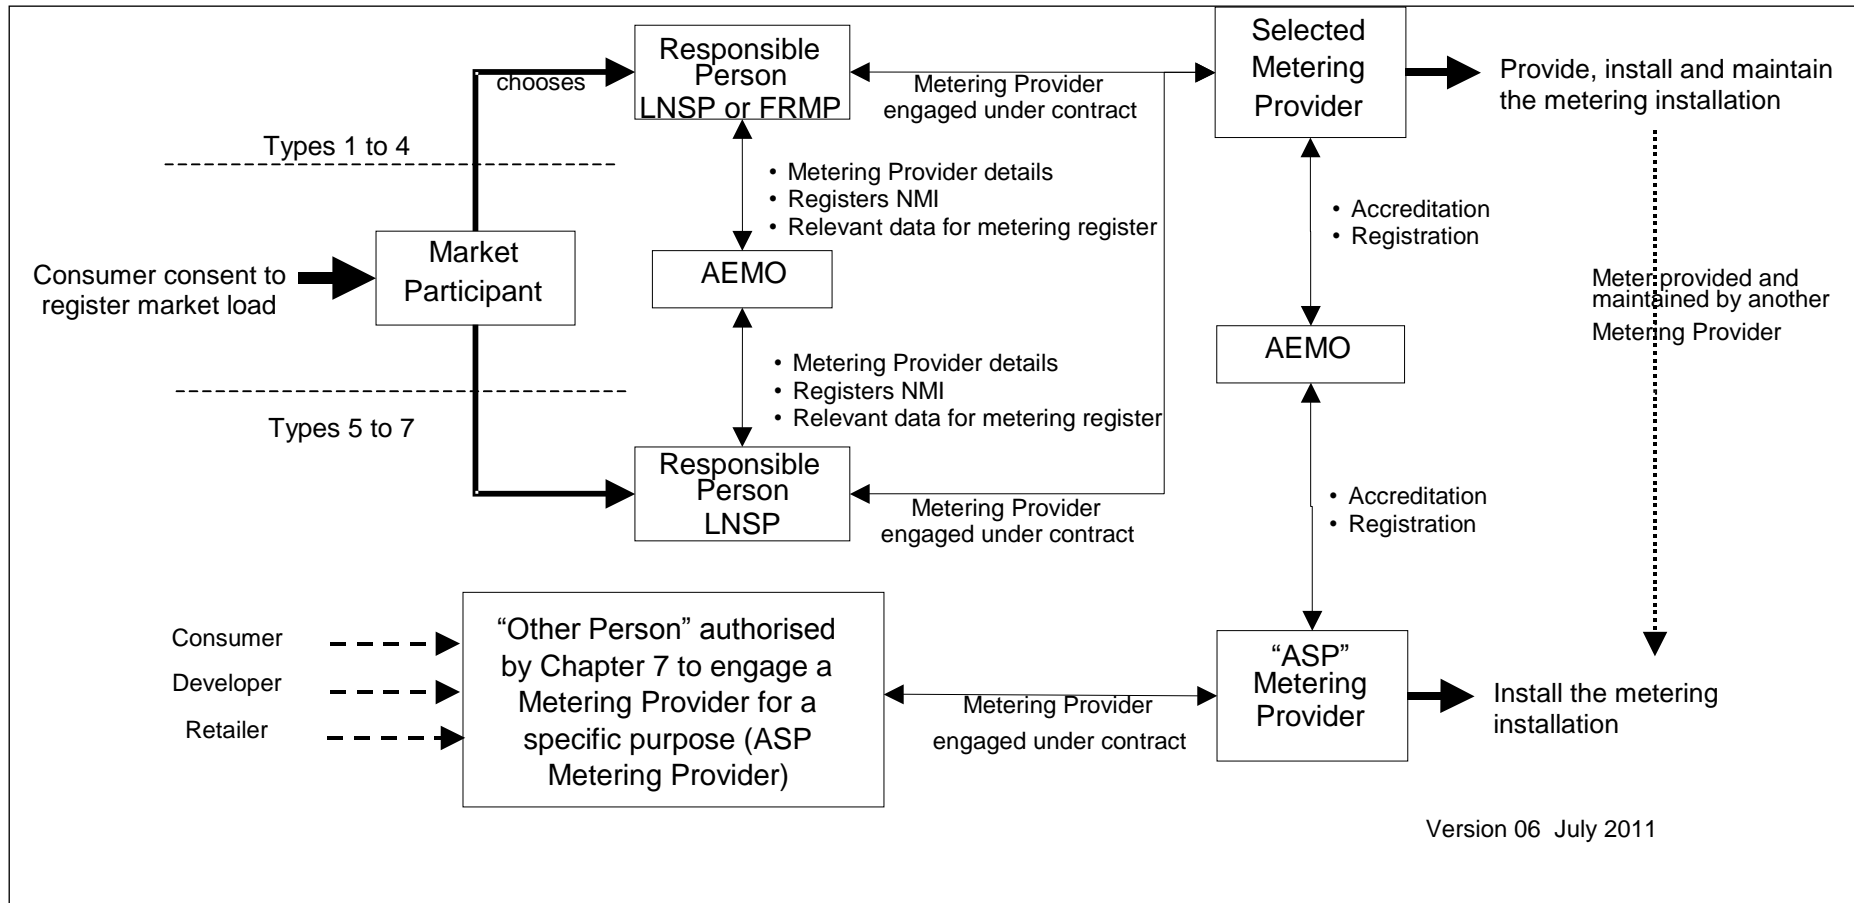 Responsible
Person
LNSP or FRMP
chooses
Metering Provider
engaged under contract
Selected
Metering
Provider
Provide, install and maintain
the metering installation
Types 1 to 4
• Metering Provider details
• Registers NMI
• Relevant data for metering register
• Accreditation
• Registration
Market
Participant
Consumer consent to
register market load
AEMO
Meter provided and
maintained by another
Metering Provider
AEMO
• Metering Provider details
• Registers NMI
• Relevant data for metering register
Types 5 to 7
Responsible
Person
LNSP
Metering Provider
engaged under contract
• Accreditation
• Registration
Consumer
Developer
Retailer
“Other Person” authorised
by Chapter 7 to engage a
Metering Provider for a
specific purpose (ASP
Metering Provider)
Metering Provider
engaged under contract
“ASP”
Metering
Provider
Install the metering
installation
Version 06  July 2011